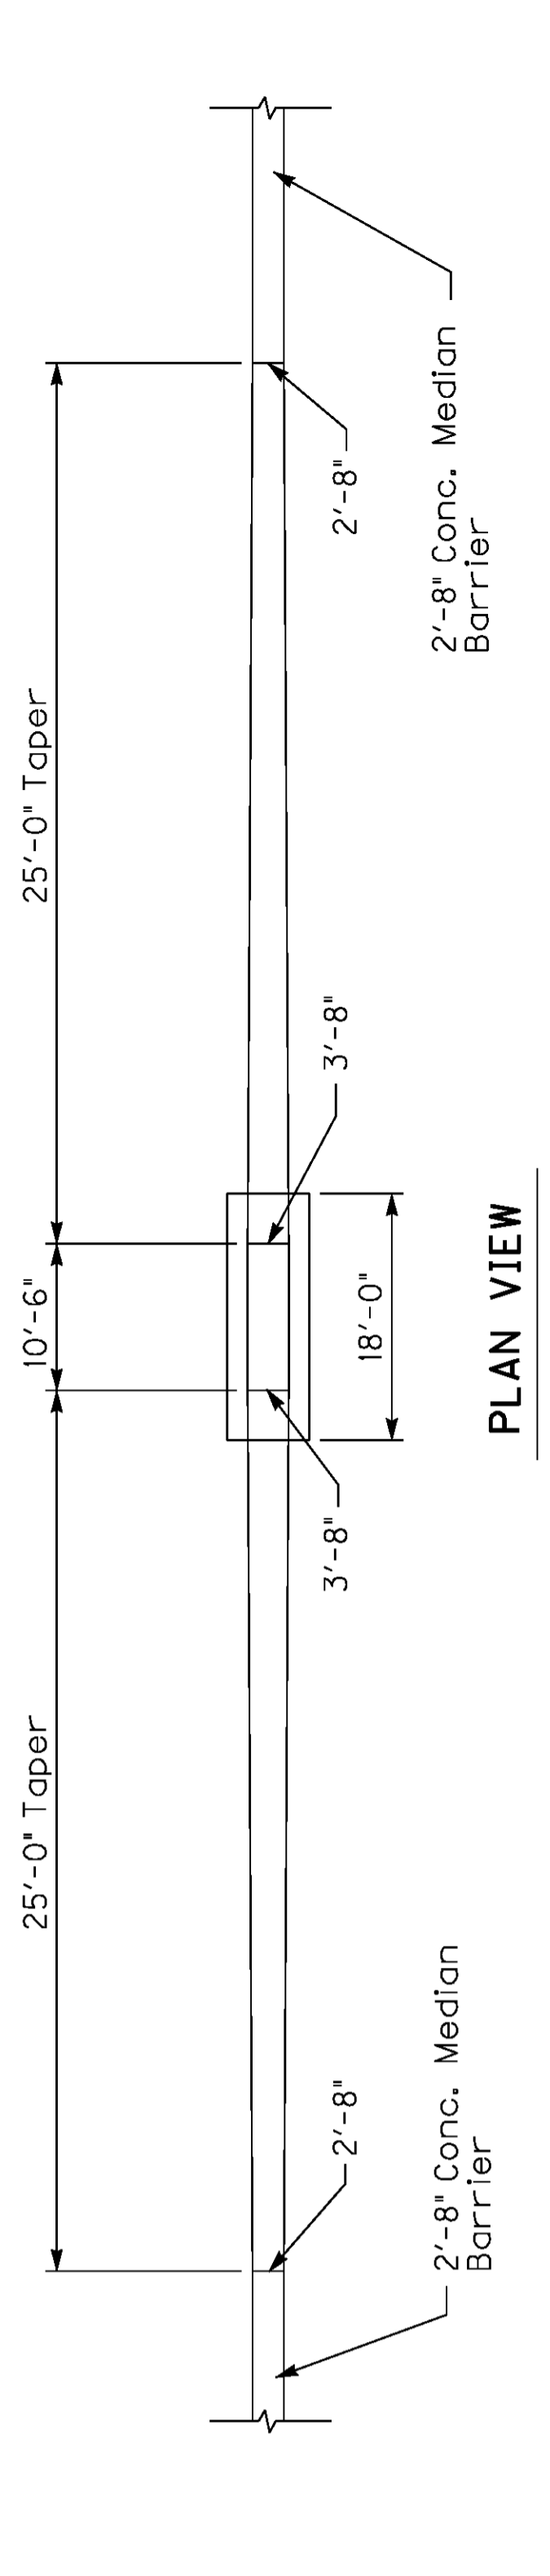 25'-0" Taper
10'-6"
25'-0" Taper
2'-8"
3'-8"
3'-8"
2'-8"
18'-0"
2'-8" Conc. Median
Barrier
2'-8" Conc. Median
Barrier
PLAN VIEW